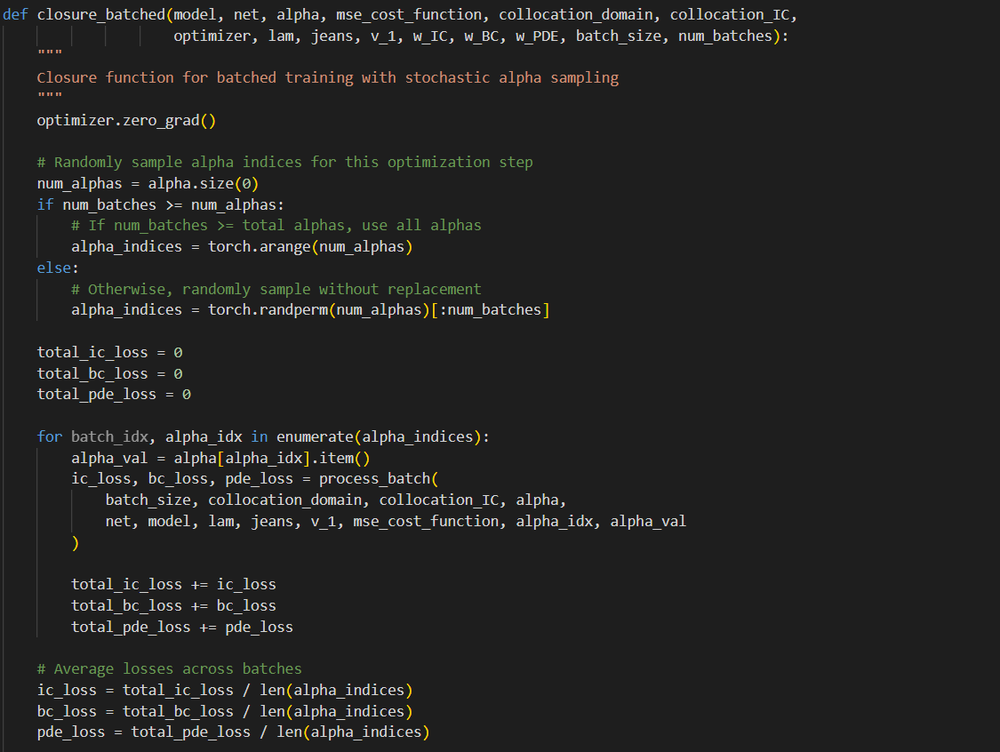 def closure_batched(model, net, alpha, mse_cost_function, collocation_domain, collocation_IC,
                optimizer, lam, jeans, v_1, w_IC, w_BC, w_PDE, batch_size, num_batches):
    """
    Closure function for batched training with stochastic alpha sampling
    """
    optimizer.zero_grad()

    # Randomly sample alpha indices for this optimization step
    num_alphas = alpha.size(0)
    if num_batches >= num_alphas:
        # If num_batches >= total alphas, use all alphas
        alpha_indices = torch.arange(num_alphas)
    else:
        # Otherwise, randomly sample without replacement
        alpha_indices = torch.randperm(num_alphas)[:num_batches]

    total_ic_loss = 0
    total_bc_loss = 0
    total_pde_loss = 0

    for batch_idx, alpha_idx in enumerate(alpha_indices):
        alpha_val = alpha[alpha_idx].item()
        ic_loss, bc_loss, pde_loss = process_batch(
            batch_size, collocation_domain, collocation_IC, alpha,
            net, model, lam, jeans, v_1, mse_cost_function, alpha_idx, alpha_val
        )

        total_ic_loss += ic_loss
        total_bc_loss += bc_loss
        total_pde_loss += pde_loss

    # Average losses across batches
    ic_loss = total_ic_loss / len(alpha_indices)
    bc_loss = total_bc_loss / len(alpha_indices)
    pde_loss = total_pde_loss / len(alpha_indices)